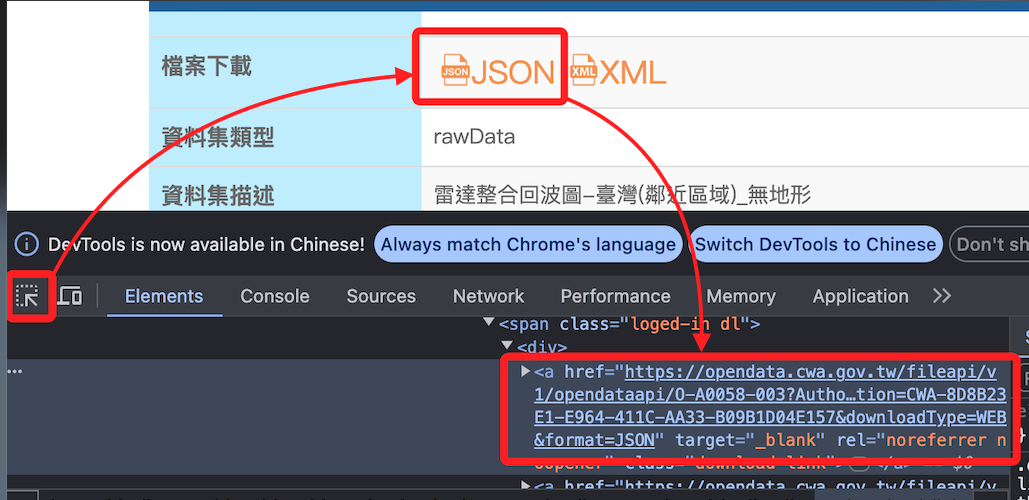 檔案下載
JSON JSON XML XML
資料集類型 rawData
資料集描述 雷達整合回波圖-臺灣(鄰近區域)_無地形
DevTools is now available in Chinese! Always match Chrome's language Switch DevTools to Chinese Don't sh
Elements Console Sources Network Performance Memory Application
<span class="loged-in dl">
<div>
<a href="https://opendata.cwa.gov.tw/fileapi/v
1/opendataapi/O-A0058-003?Autho…tion=CWA-8D8B23
E1-E964-411C-AA33-B09B1D04E157&downloadType=WEB
&format=JSON" target="_blank" rel="noreferrer n
<a href="https://opendata.cwa.gov.tw/fileapi/v